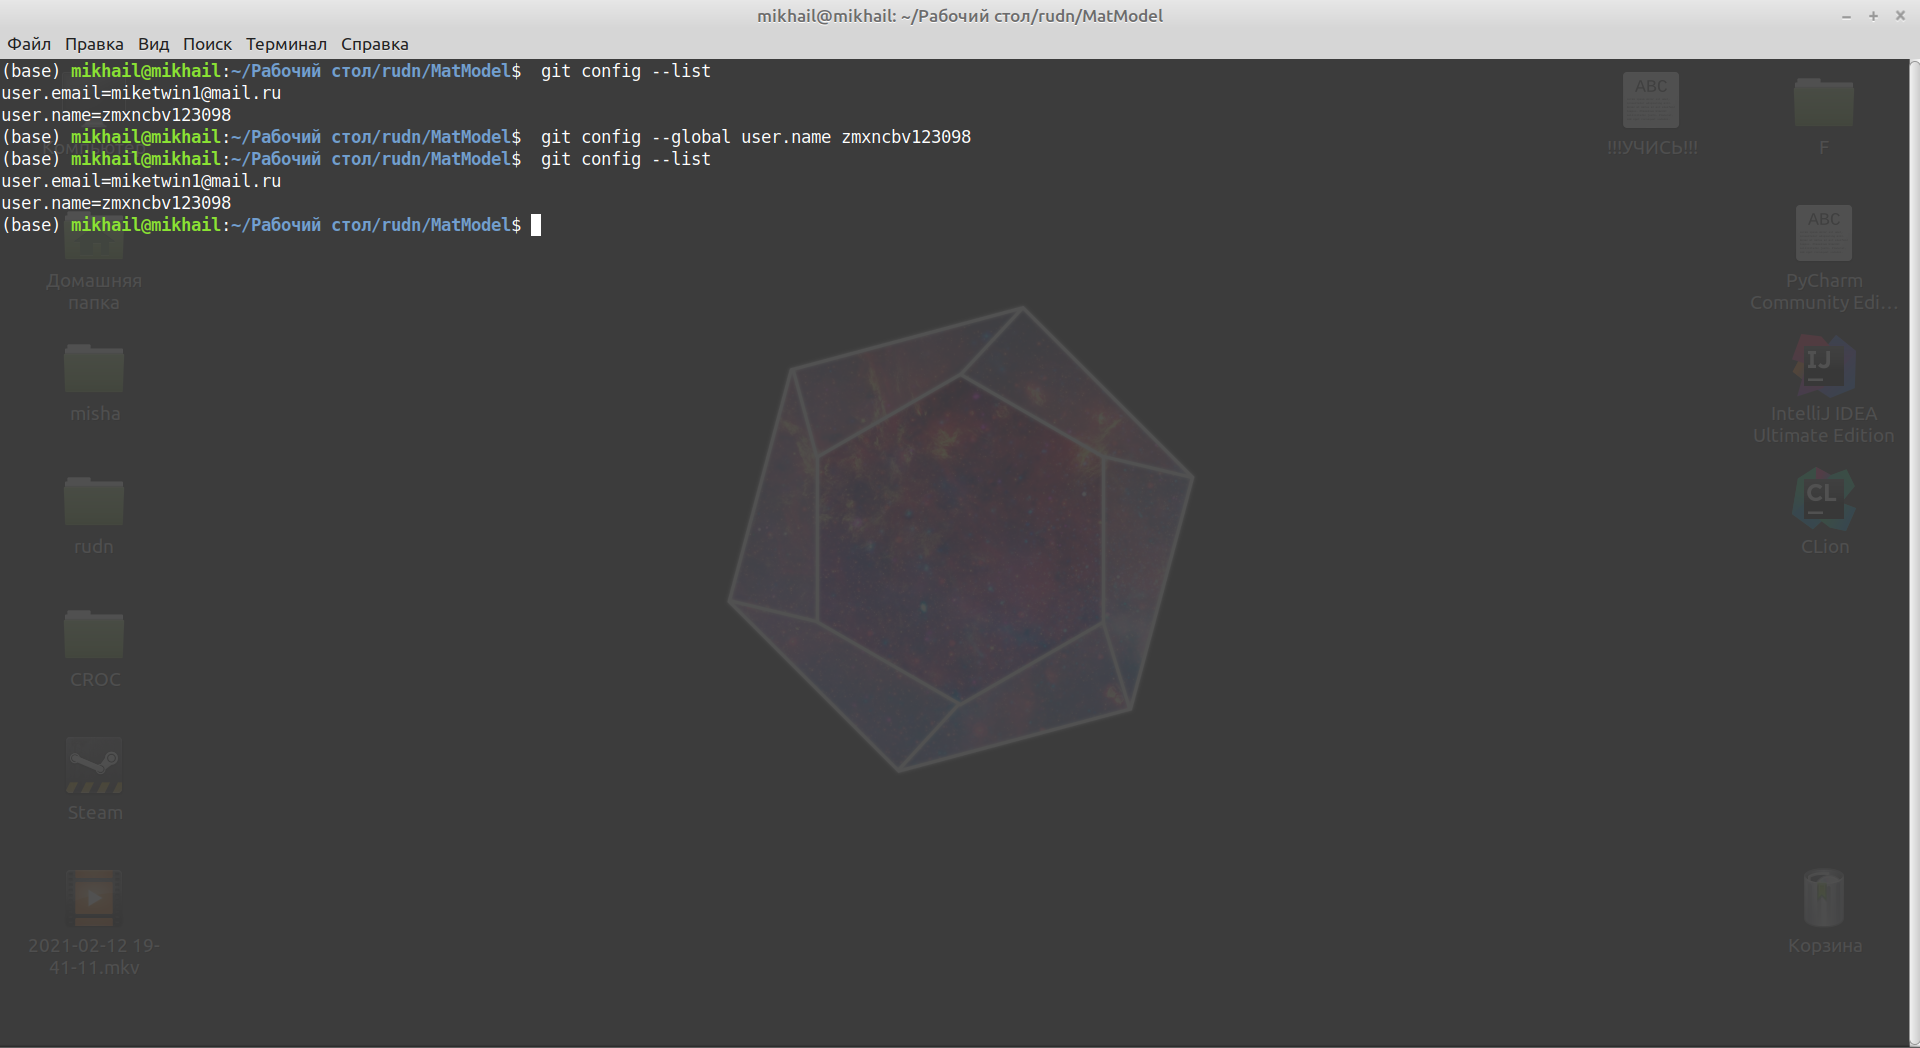 mikhail@mikhail: ~/Рабочий стол/rudn/MatModel
Файл Правка Вид Поиск Терминал Справка
(base) mikhail@mikhail:~/Рабочий стол/rudn/MatModel$  git config --list
user.email=miketwin1@mail.ru
user.name=zmxncbv123098
(base) mikhail@mikhail:~/Рабочий стол/rudn/MatModel$  git config --global user.name zmxncbv123098
(base) mikhail@mikhail:~/Рабочий стол/rudn/MatModel$  git config --list
user.email=miketwin1@mail.ru
user.name=zmxncbv123098
(base) mikhail@mikhail:~/Рабочий стол/rudn/MatModel$
Компьютер
Домашняя
папка
misha
rudn
CROC
Steam
2021-02-12 19-
41-11.mkv
ABC
!!!УЧИСЬ!!!
F
ABC
PyCharm
Community Edi...
IJ
IntelliJ IDEA
Ultimate Edition
CL
CLion
Корзина